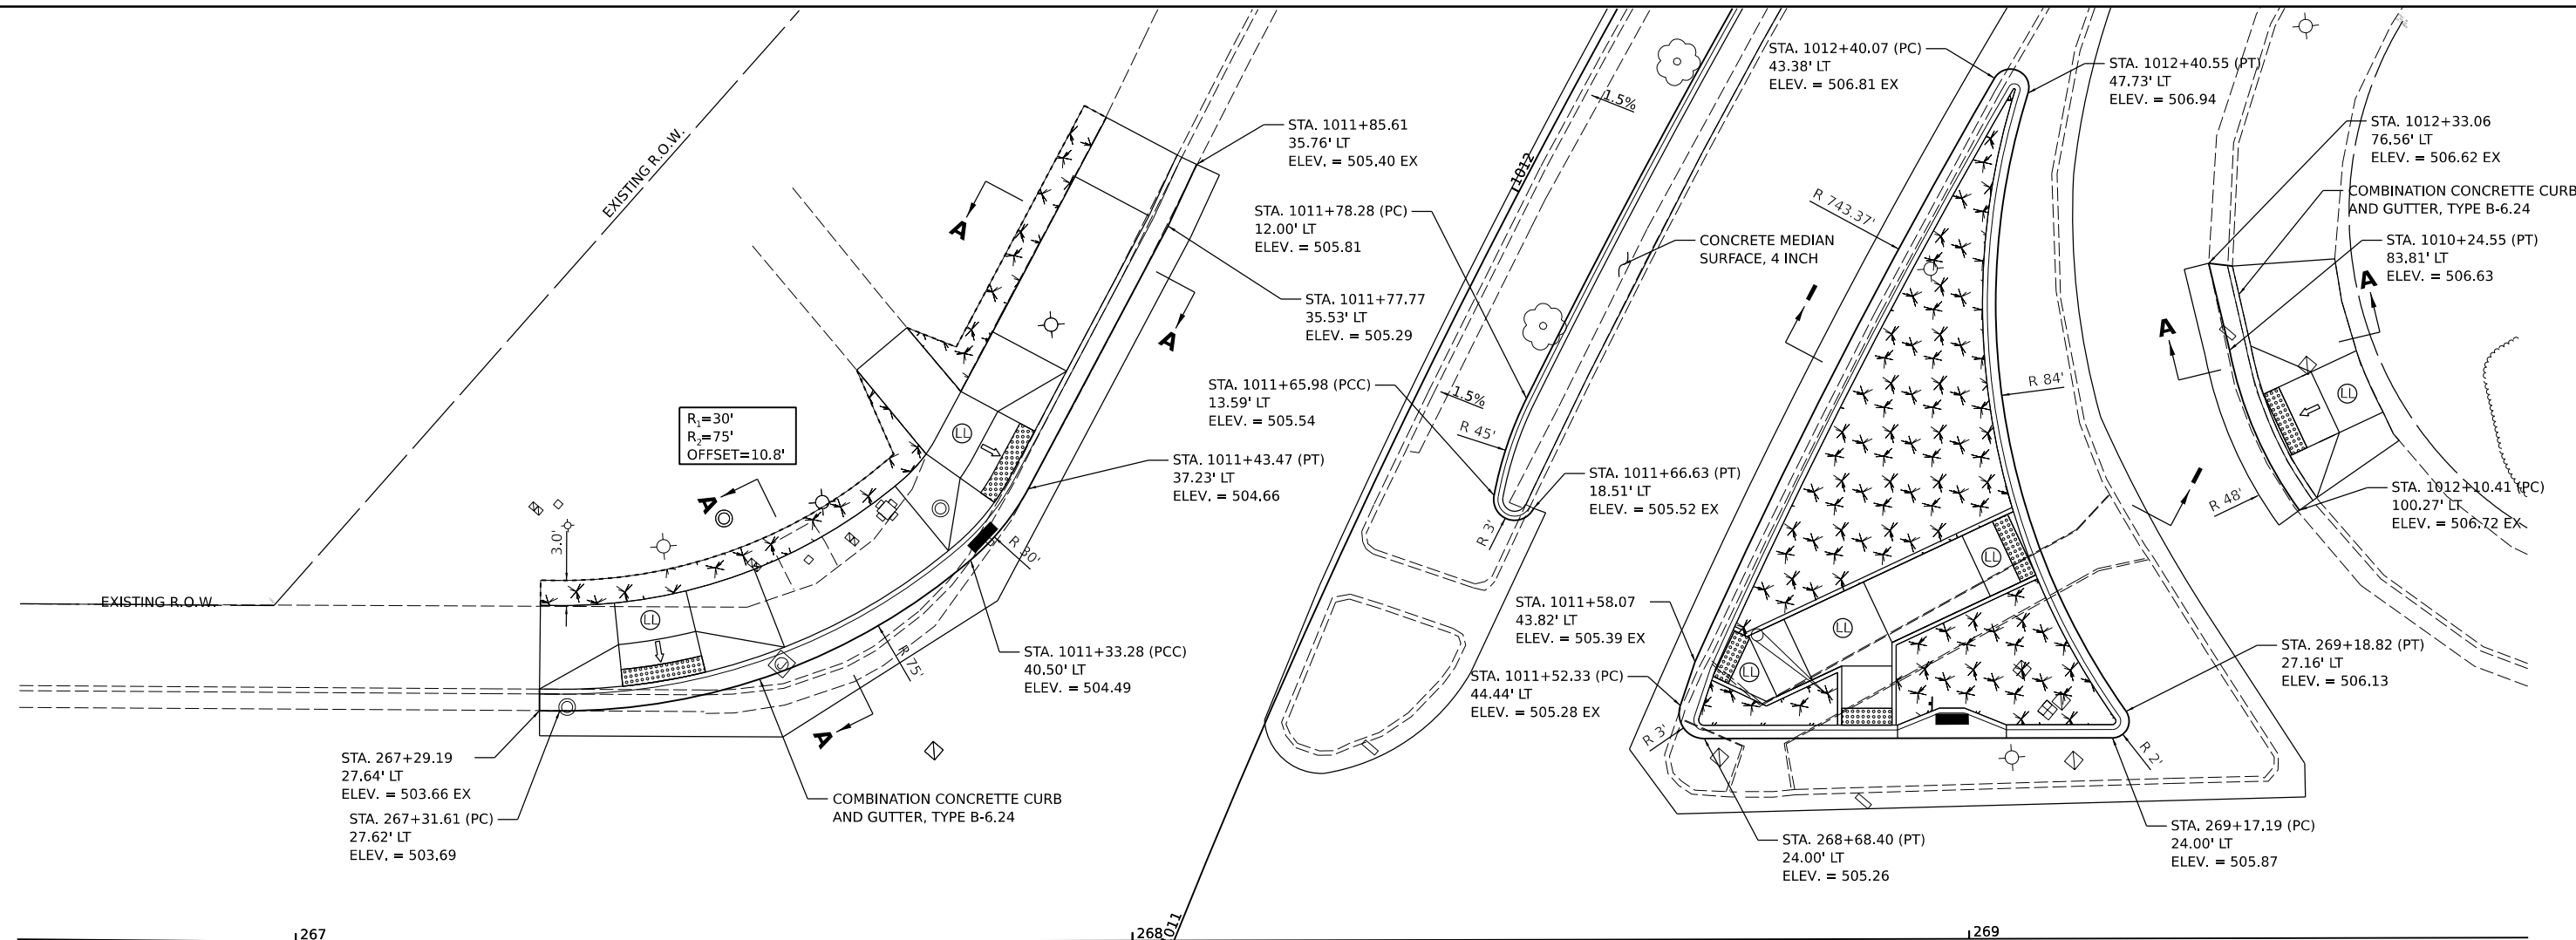 EXISTING R.O.W.
EXISTING R.O.W.
R₁=30'
R₂=75'
OFFSET=10.8'
3.0'
A
A
A
A
STA. 1011+85.61
35.76' LT
ELEV. = 505.40 EX
STA. 1011+78.28 (PC)
12.00' LT
ELEV. = 505.81
STA. 1011+77.77
35.53' LT
ELEV. = 505.29
STA. 1011+65.98 (PCC)
13.59' LT
ELEV. = 505.54
STA. 1011+43.47 (PT)
37.23' LT
ELEV. = 504.66
STA. 1011+33.28 (PCC)
40.50' LT
ELEV. = 504.49
R 30'
R 75'
LL
LL
STA. 267+29.19
27.64' LT
ELEV. = 503.66 EX
STA. 267+31.61 (PC)
27.62' LT
ELEV. = 503.69
COMBINATION CONCRETTE CURB
AND GUTTER, TYPE B-6.24
1012
1.5%
1.5%
R 45'
R 3'
CONCRETE MEDIAN
SURFACE, 4 INCH
STA. 1011+66.63 (PT)
18.51' LT
ELEV. = 505.52 EX
STA. 1011+58.07
43.82' LT
ELEV. = 505.39 EX
STA. 1011+52.33 (PC)
44.44' LT
ELEV. = 505.28 EX
STA. 1012+40.07 (PC)
43.38' LT
ELEV. = 506.81 EX
STA. 1012+40.55 (PT)
47.73' LT
ELEV. = 506.94
R 743.37'
R 84'
I
I
LL
LL
LL
R 3'
R 2'
STA. 268+68.40 (PT)
24.00' LT
ELEV. = 505.26
STA. 269+17.19 (PC)
24.00' LT
ELEV. = 505.87
STA. 269+18.82 (PT)
27.16' LT
ELEV. = 506.13
STA. 1012+33.06
76.56' LT
ELEV. = 506.62 EX
COMBINATION CONCRETTE CURB
AND GUTTER, TYPE B-6.24
STA. 1010+24.55 (PT)
83.81' LT
ELEV. = 506.63
A
A
LL
R 48'
STA. 1012+10.41 (PC)
100.27' LT
ELEV. = 506.72 EX
267
268
1011
269